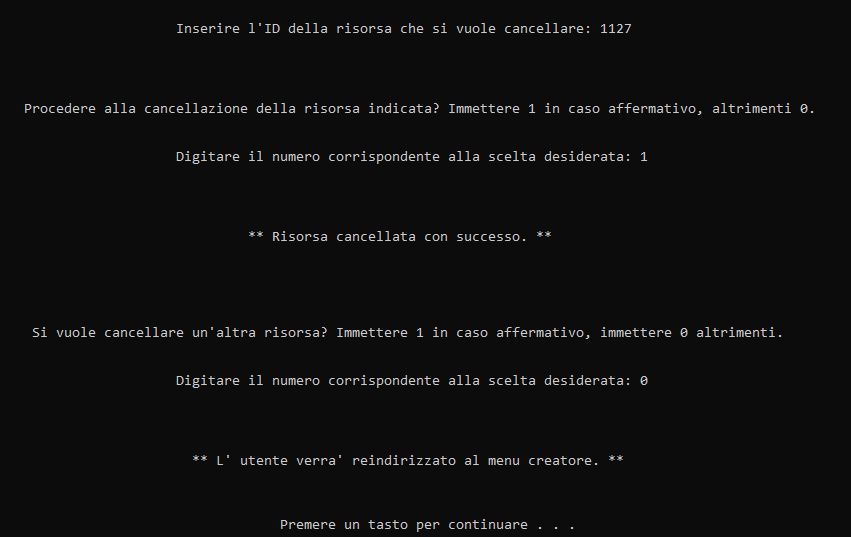 Inserire l'ID della risorsa che si vuole cancellare: 1127
Procedere alla cancellazione della risorsa indicata? Immettere 1 in caso affermativo, altrimenti 0.
Digitare il numero corrispondente alla scelta desiderata: 1
** Risorsa cancellata con successo. **
Si vuole cancellare un'altra risorsa? Immettere 1 in caso affermativo, immettere 0 altrimenti.
Digitare il numero corrispondente alla scelta desiderata: 0
** L' utente verra' reindirizzato al menu creatore. **
Premere un tasto per continuare . . .